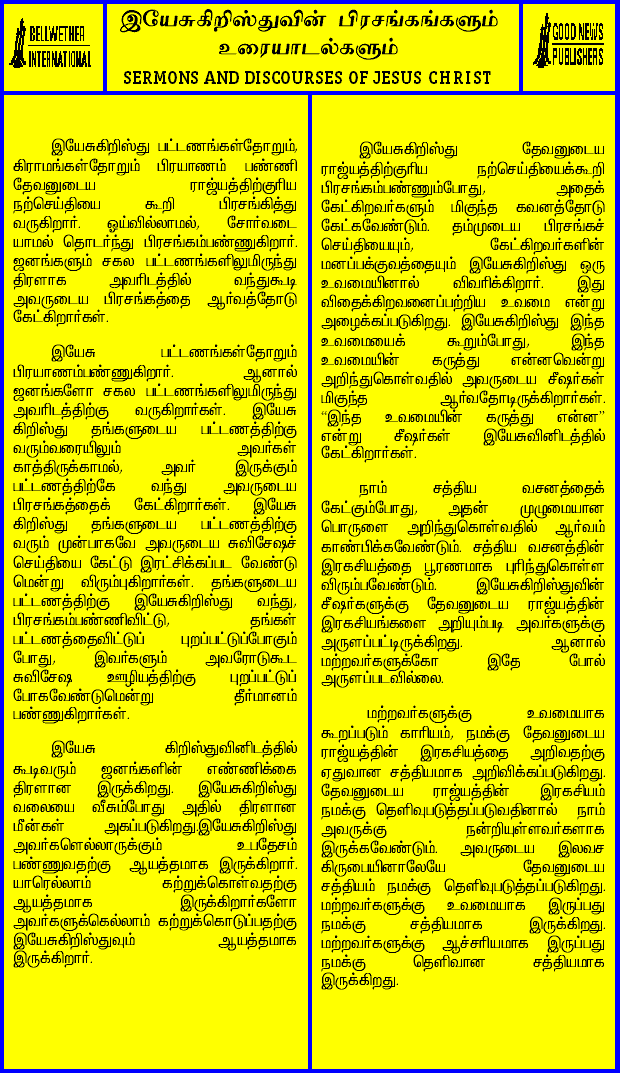 BELLWETHER
INTERNATIONAL
இயேசுகிறிஸ்துவின் பிரசங்கங்களும்
உரையாடல்களும்
SERMONS AND DISCOURSES OF JESUS CHRIST
GOOD NEWS
PUBLISHERS
இயேசுகிறிஸ்து பட்டணங்கள்தோறும்,
கிராமங்கள்தோறும் பிரயாணம் பண்ணி
தேவனுடைய ராஜ்யத்திற்குரிய
நற்செய்தியை கூறி பிரசங்கித்து
வருகிறார். ஓய்வில்லாமல், சோர்வடை
யாமல் தொடர்ந்து பிரசங்கம்பண்ணுகிறார்.
ஜனங்களும் சகல பட்டணங்களிலுமிருந்து
திரளாக அவரிடத்தில் வந்துகூடி
அவருடைய பிரசங்கத்தை ஆர்வத்தோடு
கேட்கிறார்கள்.
இயேசு பட்டணங்கள்தோறும்
பிரயாணம்பண்ணுகிறார். ஆனால்
ஜனங்களோ சகல பட்டணங்களிலுமிருந்து
அவரிடத்திற்கு வருகிறார்கள். இயேசு
கிறிஸ்து தங்களுடைய பட்டணத்திற்கு
வரும்வரையிலும் அவர்கள்
காத்திருக்காமல், அவர் இருக்கும்
பட்டணத்திற்கே வந்து அவருடைய
பிரசங்கத்தைக் கேட்கிறார்கள். இயேசு
கிறிஸ்து தங்களுடைய பட்டணத்திற்கு
வரும் முன்பாகவே அவருடைய சுவிசேஷச்
செய்தியை கேட்டு இரட்சிக்கப்பட வேண்டு
மென்று விரும்புகிறார்கள். தங்களுடைய
பட்டணத்திற்கு இயேசுகிறிஸ்து வந்து,
பிரசங்கம்பண்ணிவிட்டு, தங்கள்
பட்டணத்தைவிட்டுப் புறப்பட்டுப்போகும்
போது, இவர்களும் அவரோடுகூட
சுவிசேஷ ஊழியத்திற்கு புறப்பட்டுப்
போகவேண்டுமென்று தீர்மானம்
பண்ணுகிறார்கள்.
இயேசு கிறிஸ்துவினிடத்தில்
கூடிவரும் ஜனங்களின் எண்ணிக்கை
திரளான இருக்கிறது. இயேசுகிறிஸ்து
வலையை வீசும்போது அதில் திரளான
மீன்கள் அகப்படுகிறது.இயேசுகிறிஸ்து
அவர்களெல்லாருக்கும் உபதேசம்
பண்ணுவதற்கு ஆயத்தமாக இருக்கிறார்.
யாரெல்லாம் கற்றுக்கொள்வதற்கு
ஆயத்தமாக இருக்கிறார்களோ
அவர்களுக்கெல்லாம் கற்றுக்கொடுப்பதற்கு
இயேசுகிறிஸ்துவும் ஆயத்தமாக
இருக்கிறார்.
இயேசுகிறிஸ்து தேவனுடைய
ராஜ்யத்திற்குரிய நற்செய்தியைக்கூறி
பிரசங்கம்பண்ணும்போது, அதைக்
கேட்கிறவர்களும் மிகுந்த கவனத்தோடு
கேட்கவேண்டும். தம்முடைய பிரசங்கச்
செய்தியையும், கேட்கிறவர்களின்
மனப்பக்குவத்தையும் இயேசுகிறிஸ்து ஒரு
உவமையினால் விவரிக்கிறார். இது
விதைக்கிறவனைப்பற்றிய உவமை என்று
அழைக்கப்படுகிறது. இயேசுகிறிஸ்து இந்த
உவமையைக் கூறும்போது, இந்த
உவமையின் கருத்து என்னவென்று
அறிந்துகொள்வதில் அவருடைய சீஷர்கள்
மிகுந்த ஆர்வதோடிருக்கிறார்கள்.
“இந்த உவமையின் கருத்து என்ன”
என்று சீஷர்கள் இயேசுவினிடத்தில்
கேட்கிறார்கள்.
நாம் சத்திய வசனத்தைக்
கேட்கும்போது, அதன் முழுமையான
பொருளை அறிந்துகொள்வதில் ஆர்வம்
காண்பிக்கவேண்டும். சத்திய வசனத்தின்
இரகசியத்தை பூரணமாக புரிந்துகொள்ள
விரும்பவேண்டும். இயேசுகிறிஸ்துவின்
சீஷர்களுக்கு தேவனுடைய ராஜ்யத்தின்
இரகசியங்களை அறியும்படி அவர்களுக்கு
அருளப்பட்டிருக்கிறது. ஆனால்
மற்றவர்களுக்கோ இதே போல்
அருளப்படவில்லை.
மற்றவர்களுக்கு உவமையாக
கூறப்படும் காரியம், நமக்கு தேவனுடைய
ராஜ்யத்தின் இரகசியத்தை அறிவதற்கு
ஏதுவான சத்தியமாக அறிவிக்கப்படுகிறது.
தேவனுடைய ராஜ்யத்தின் இரகசியம்
நமக்கு தெளிவுபடுத்தப்படுவதினால் நாம்
அவருக்கு நன்றியுள்ளவர்களாக
இருக்கவேண்டும். அவருடைய இலவச
கிருபையினாலேயே தேவனுடைய
சத்தியம் நமக்கு தெளிவுபடுத்தப்படுகிறது.
மற்றவர்களுக்கு உவமையாக இருப்பது
நமக்கு சத்தியமாக இருக்கிறது.
மற்றவர்களுக்கு ஆச்சரியமாக இருப்பது
நமக்கு தெளிவான சத்தியமாக
இருக்கிறது.